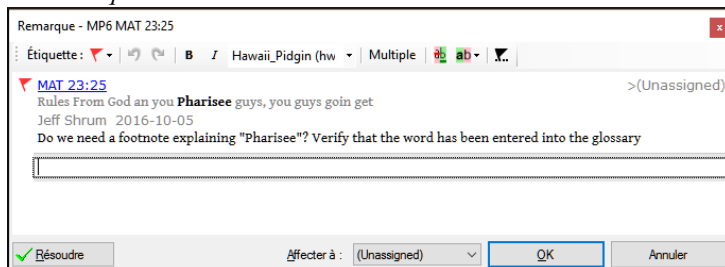 Remarque - MP6 MAT 23:25
x
Étiquette : B I Hawaii_Pidgin (hw Multiple ab ab
MAT 23:25 >(Unassigned)
Rules From God an you Pharisee guys, you guys goin get
Jeff Shrum 2016-10-05
Do we need a footnote explaining "Pharisee"? Verify that the word has been entered into the glossary
Résoudre Affecter à : (Unassigned) OK Annuler